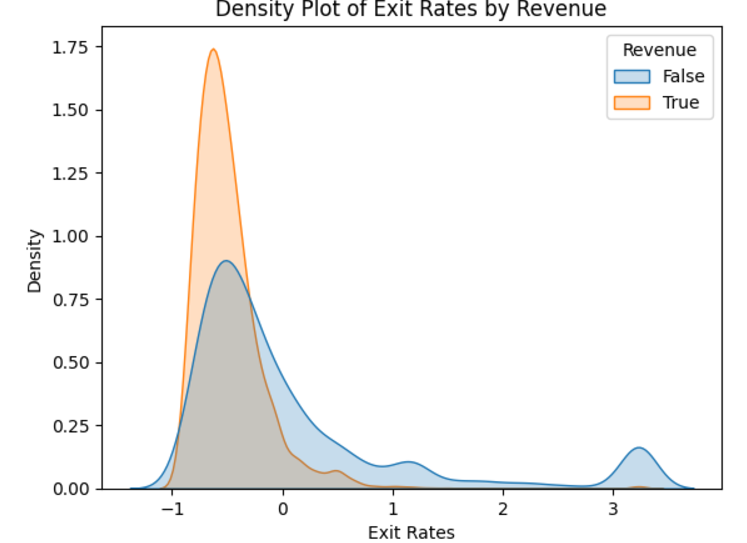 Density Plot of Exit Rates by Revenue
1.75
1.50
1.25
1.00
0.75
0.50
0.25
0.00
Density
Revenue
False
True
−1 0 1 2 3
Exit Rates